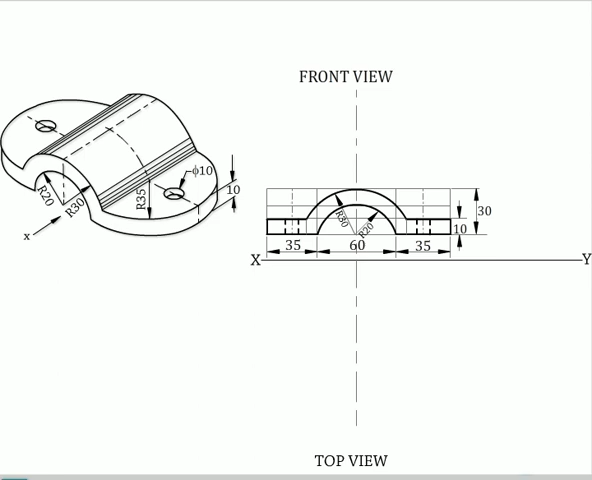 FRONT VIEW
ϕ10
R20
R30
R35
10
x
R30
R20
30
10
35
60
35
X
Y
TOP VIEW